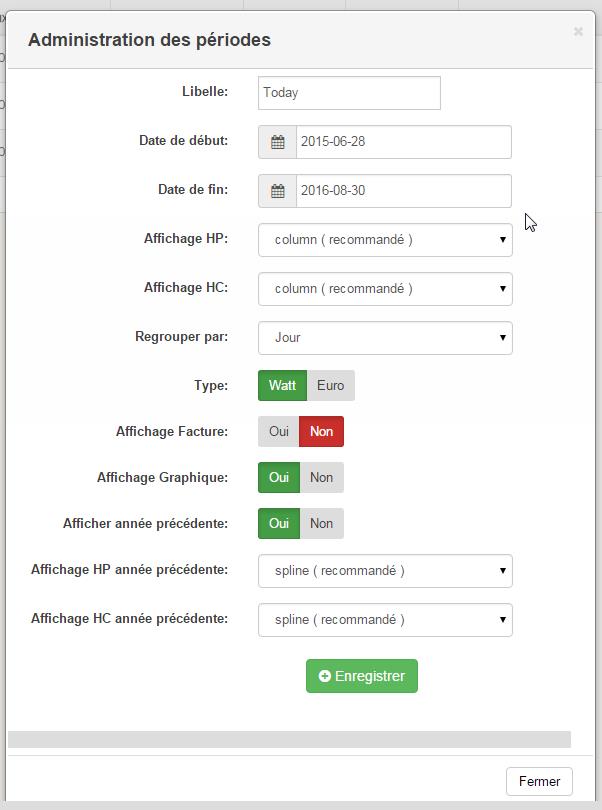 Administration des périodes
×
Libelle: Today
Date de début: 2015-06-28
Date de fin: 2016-08-30
Affichage HP: column ( recommandé )
Affichage HC: column ( recommandé )
Regrouper par: Jour
Type: Watt Euro
Affichage Facture: Oui Non
Affichage Graphique: Oui Non
Afficher année précédente: Oui Non
Affichage HP année précédente: spline ( recommandé )
Affichage HC année précédente: spline ( recommandé )
Enregistrer
Fermer